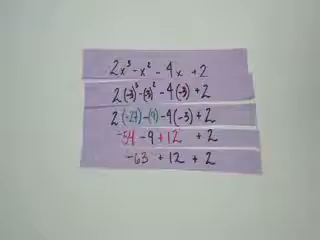 2x³ - x² - 4x + 2
2(-3)³ - (-3)² - 4(-3) + 2
2(-27) - (9) - 4(-3) + 2
-54 - 9 + 12 + 2
-63 + 12 + 2